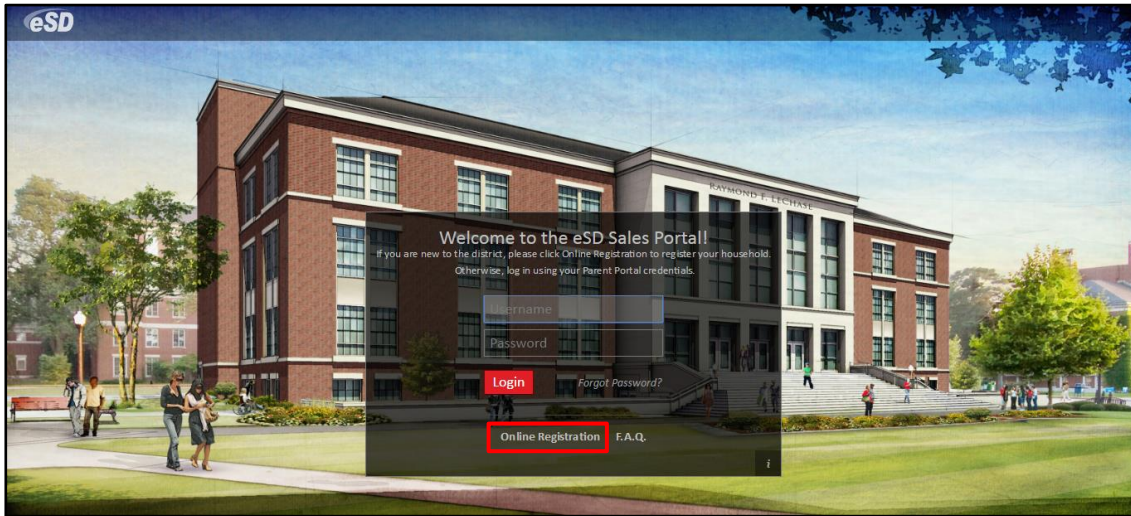 eSD
RAYMOND F. LECHASE
Welcome to the eSD Sales Portal!
If you are new to the district, please click Online Registration to register your household.
Otherwise, log in using your Parent Portal credentials.
Username
Password
Login Forgot Password?
Online Registration F.A.Q.
i